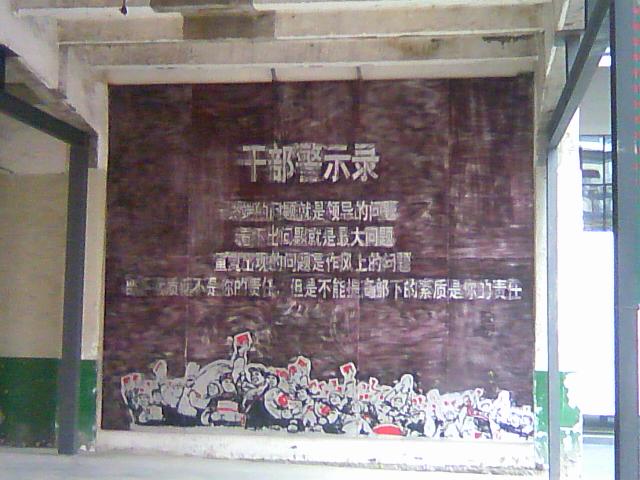 干部警示录
的问题就是领导的问题
看不出问题就是最大问题
重复出现的问题是作风上的问题
部下素质低不是你的责任，但是不能提高部下的素质是你的责任